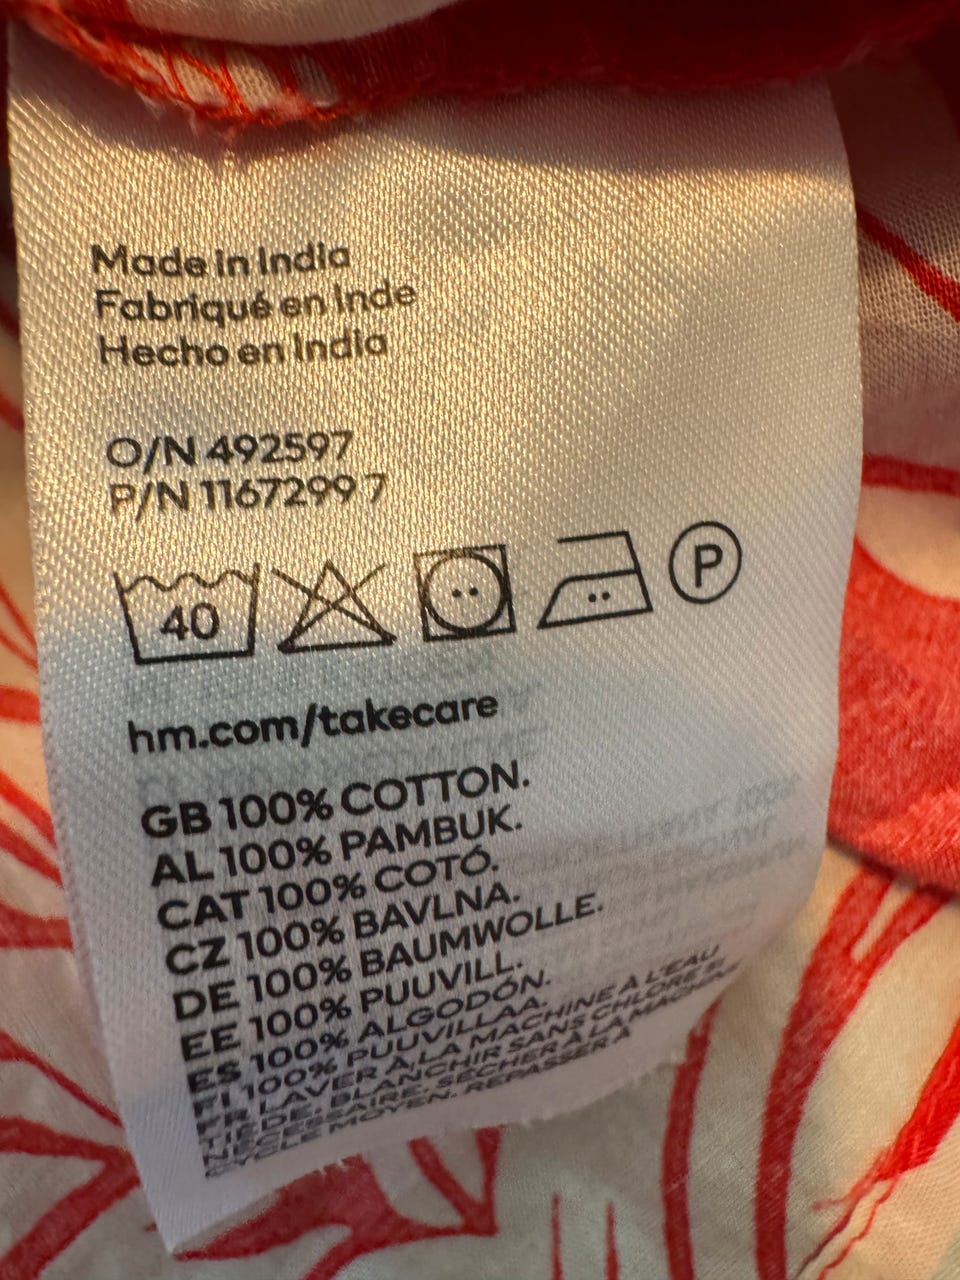 Made in India
Fabriqué en Inde
Hecho en India
O/N 492597
P/N 1167299 7
40
P
hm.com/takecare
GB 100% COTTON.
AL 100% PAMBUK.
CAT 100% COTÓ.
CZ 100% BAVLNA.
DE 100% BAUMWOLLE.
EE 100% PUUVILL.
ES 100% ALGODÓN.
FI 100% PUUVILLAA.
FR LAVER À LA MACHINE À L'EAU
TIÈDE. BLANCHIR SANS CHLORE SI
NÉCESSAIRE. SÉCHER À LA MACHINE
CYCLE MOYEN. REPASSER À